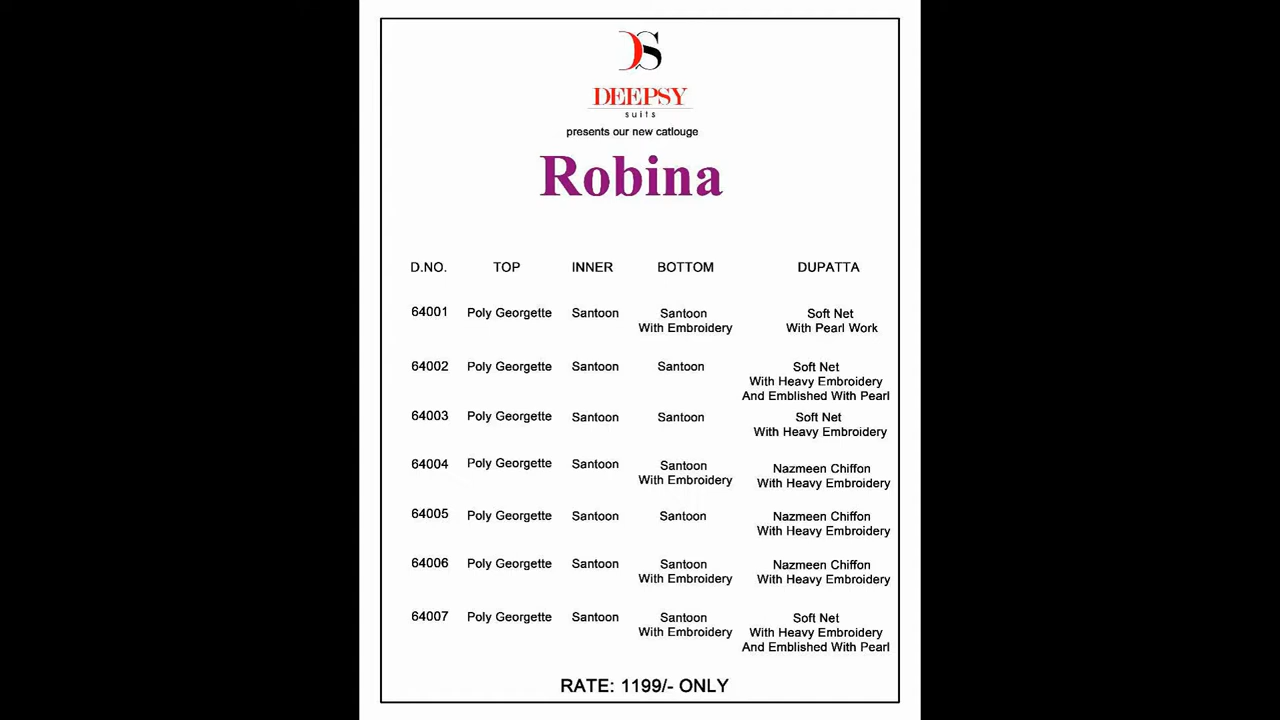 DS
DEEPSY
suits
presents our new catlouge
Robina
D.NO. TOP INNER BOTTOM DUPATTA
64001 Poly Georgette Santoon Santoon Soft Net
With Embroidery With Pearl Work
64002 Poly Georgette Santoon Santoon Soft Net
With Heavy Embroidery
And Emblished With Pearl
64003 Poly Georgette Santoon Santoon Soft Net
With Heavy Embroidery
64004 Poly Georgette Santoon Santoon Nazmeen Chiffon
With Embroidery With Heavy Embroidery
64005 Poly Georgette Santoon Santoon Nazmeen Chiffon
With Heavy Embroidery
64006 Poly Georgette Santoon Santoon Nazmeen Chiffon
With Embroidery With Heavy Embroidery
64007 Poly Georgette Santoon Santoon Soft Net
With Embroidery With Heavy Embroidery
And Emblished With Pearl
RATE: 1199/- ONLY